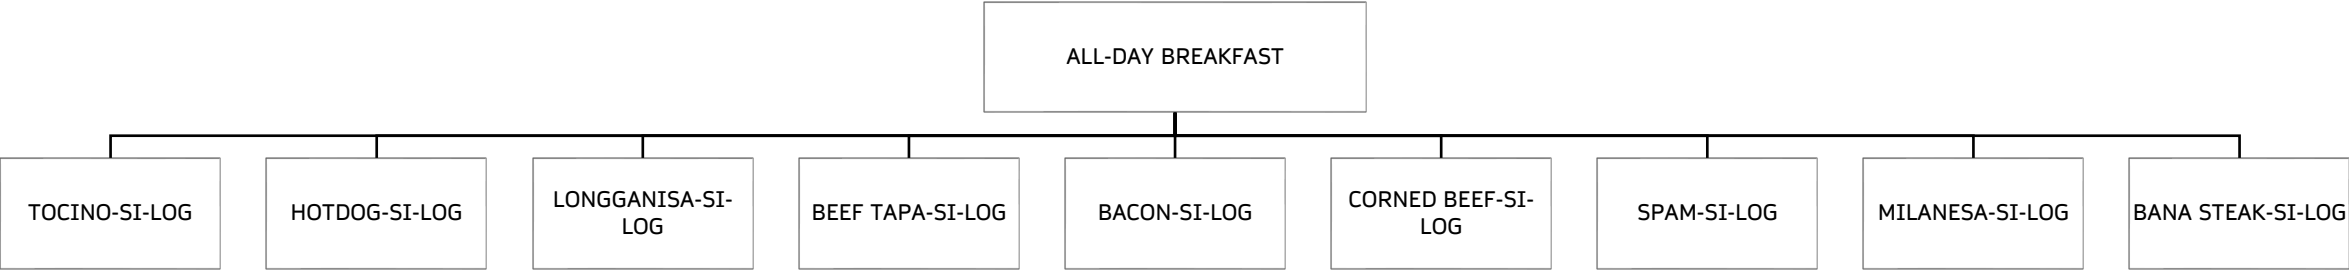 ALL-DAY BREAKFAST
TOCINO-SI-LOG
HOTDOG-SI-LOG
LONGGANISA-SI-
LOG
BEEF TAPA-SI-LOG
BACON-SI-LOG
CORNED BEEF-SI-
LOG
SPAM-SI-LOG
MILANESA-SI-LOG
BANA STEAK-SI-LOG